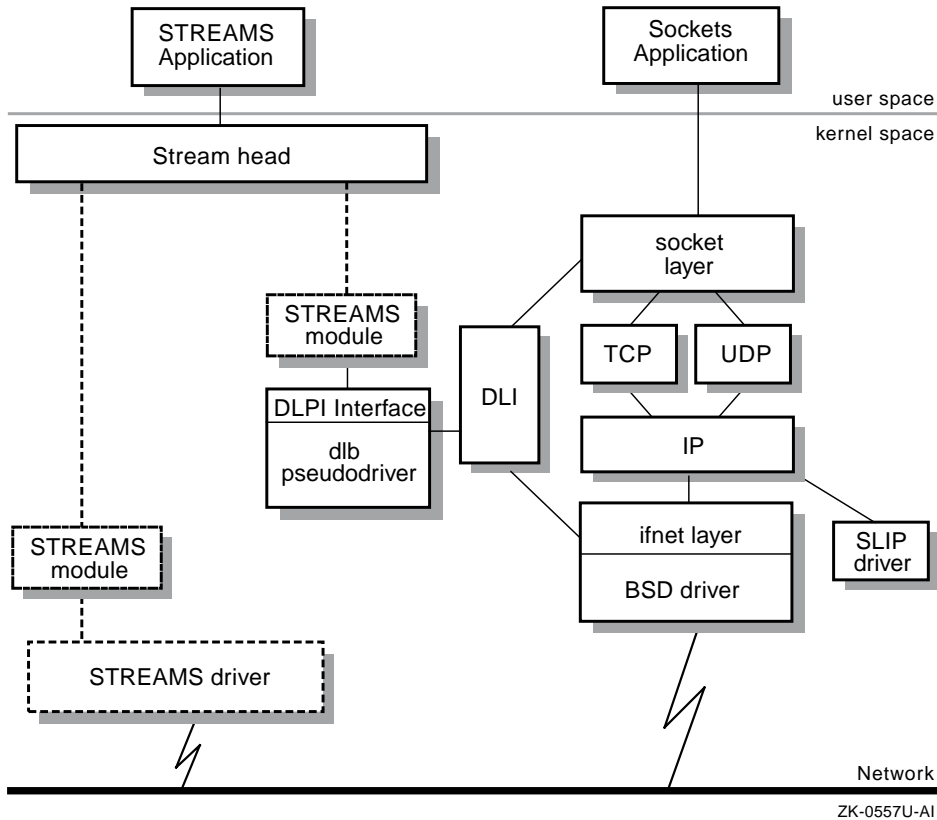 STREAMS
Application
Sockets
Application
user space
kernel space
Stream head
socket
layer
STREAMS
module
TCP
UDP
DLI
DLPI Interface
dlb
pseudodriver
IP
STREAMS
module
ifnet layer
BSD driver
SLIP
driver
STREAMS driver
Network
ZK-0557U-AI